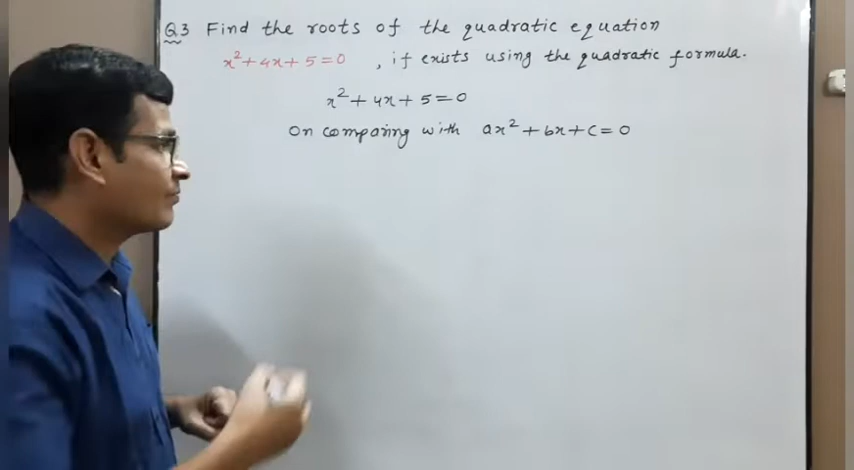 Q3 Find the roots of the quadratic equation
x² + 4x + 5 = 0 , if exists using the quadratic formula.
x² + 4x + 5 = 0
On comparing with ax² + bx + c = 0